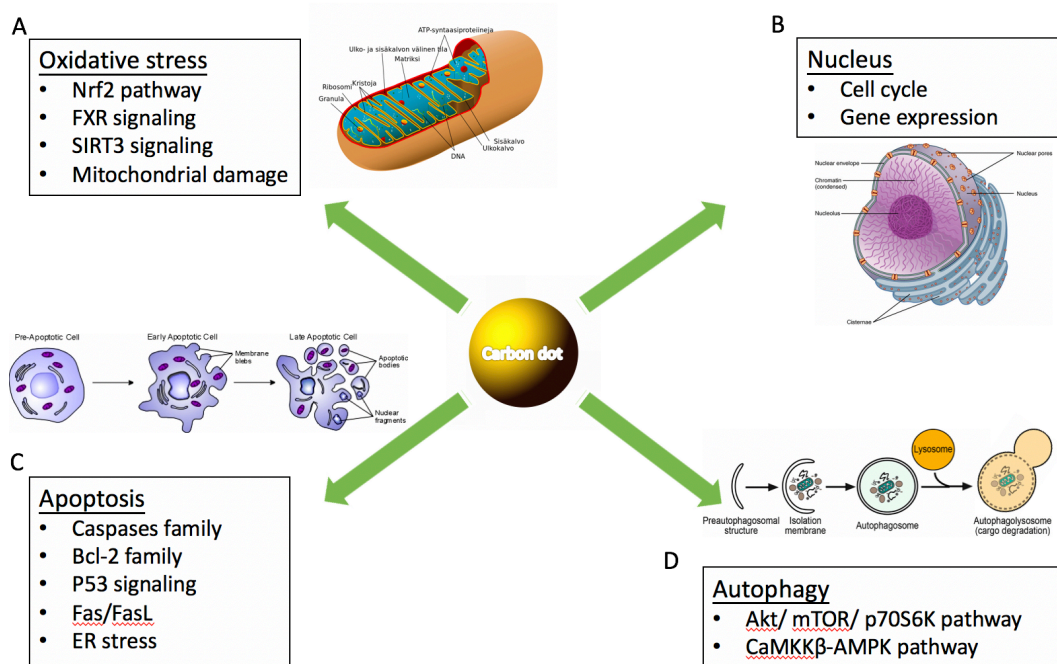 A
Oxidative stress
• Nrf2 pathway
• FXR signaling
• SIRT3 signaling
• Mitochondrial damage
ATP-syntaasiproteiineja
Ulko- ja sisäkalvon välinen tila
Matriksi
Kristoja
Ribosomi
Granula
Sisäkalvo
Ulkokalvo
DNA
B
Nucleus
• Cell cycle
• Gene expression
Nuclear envelope
Chromatin
(condensed)
Nucleolus
Nuclear pores
Nucleus
Cisternae
Carbon dot
Pre-Apoptotic Cell
Early Apoptotic Cell
Late Apoptotic Cell
Membrane
blebs
Apoptotic
bodies
Nuclear
fragments
C
Apoptosis
• Caspases family
• Bcl-2 family
• P53 signaling
• Fas/FasL
• ER stress
Lysosome
Preautophagosomal
structure
Isolation
membrane
Autophagosome
Autophagolysosome
(cargo degradation)
D
Autophagy
• Akt/ mTOR/ p70S6K pathway
• CaMKKβ-AMPK pathway